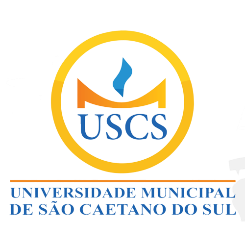 USCS
UNIVERSIDADE MUNICIPAL
DE SÃO CAETANO DO SUL